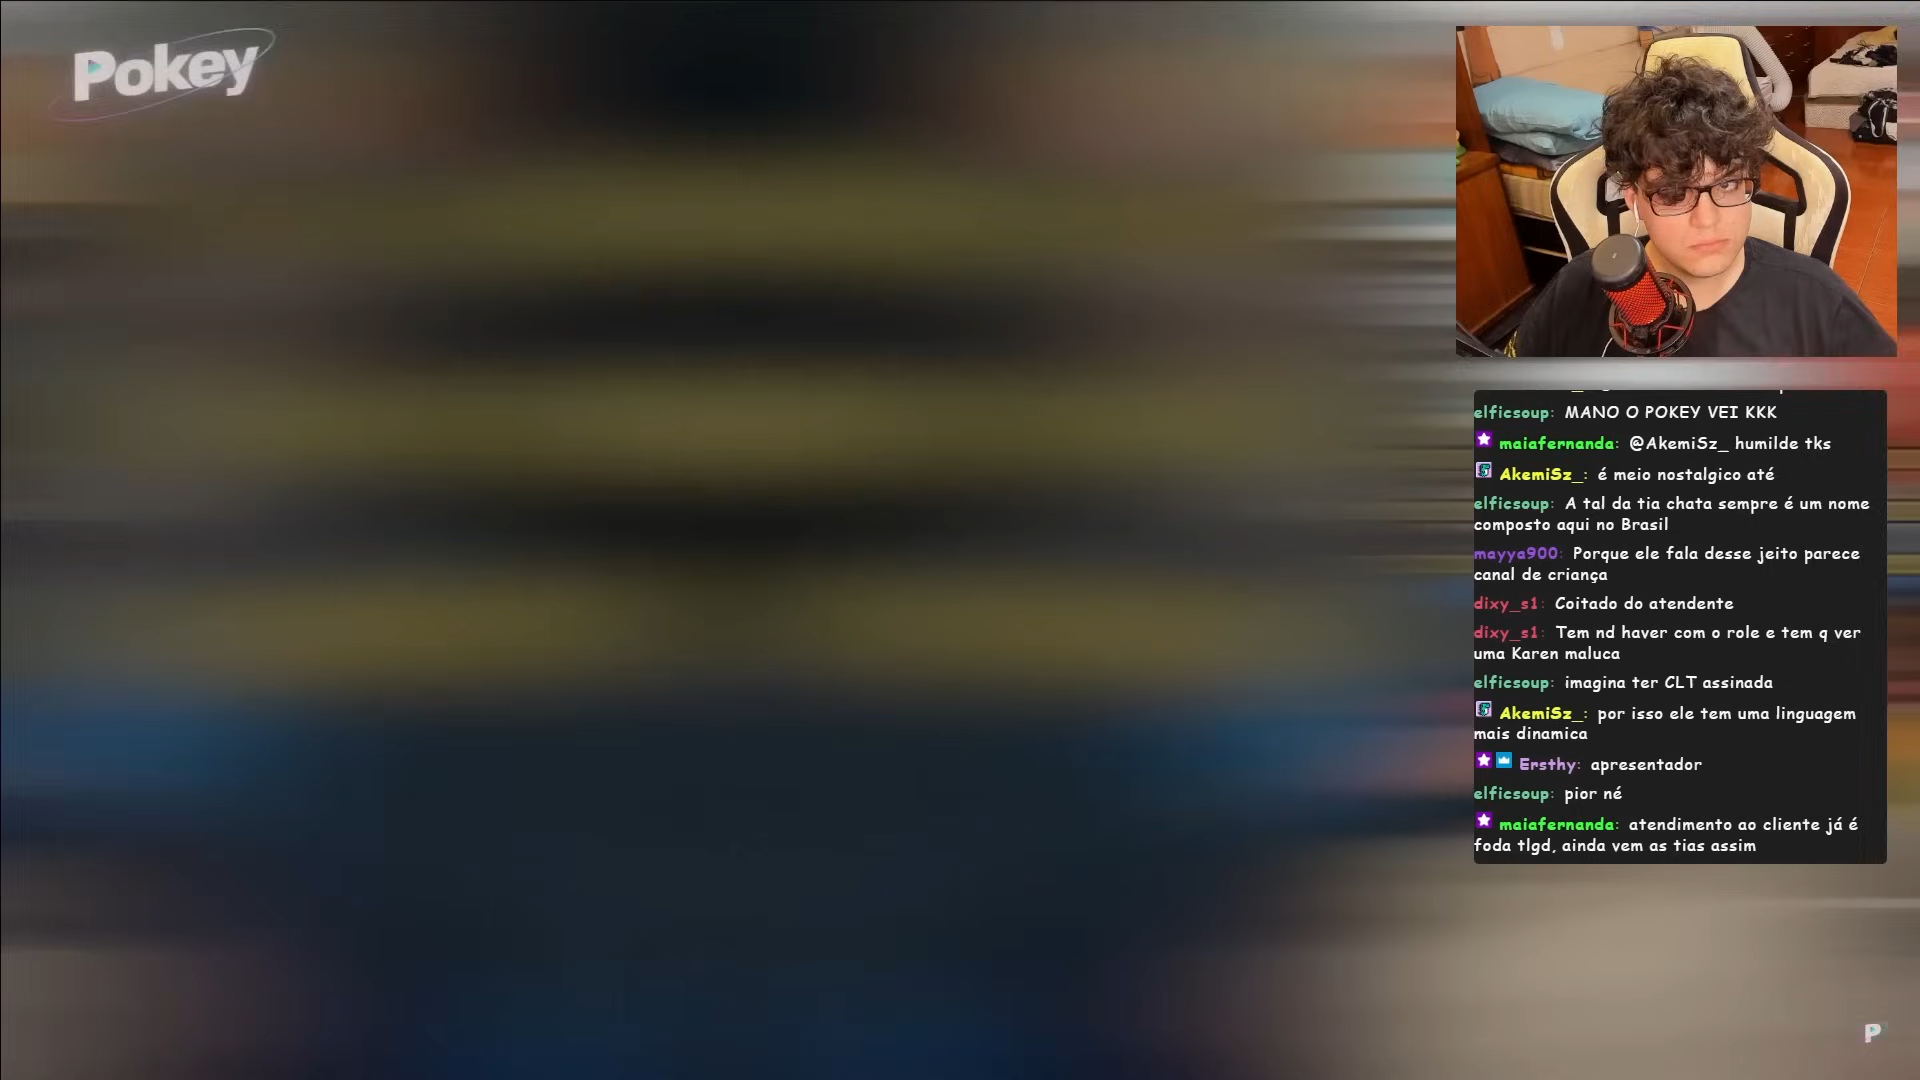 Pokey
elficsoup: MANO O POKEY VEI KKK
maiafernanda: @AkemiSz_ humilde tks
AkemiSz_: é meio nostalgico até
elficsoup: A tal da tia chata sempre é um nome
composto aqui no Brasil
mayya900: Porque ele fala desse jeito parece
canal de criança
dixy_s1: Coitado do atendente
dixy_s1: Tem nd haver com o role e tem q ver
uma Karen maluca
elficsoup: imagina ter CLT assinada
AkemiSz_: por isso ele tem uma linguagem
mais dinamica
Ersthy: apresentador
elficsoup: pior né
maiafernanda: atendimento ao cliente já é
foda tlgd, ainda vem as tias assim
P